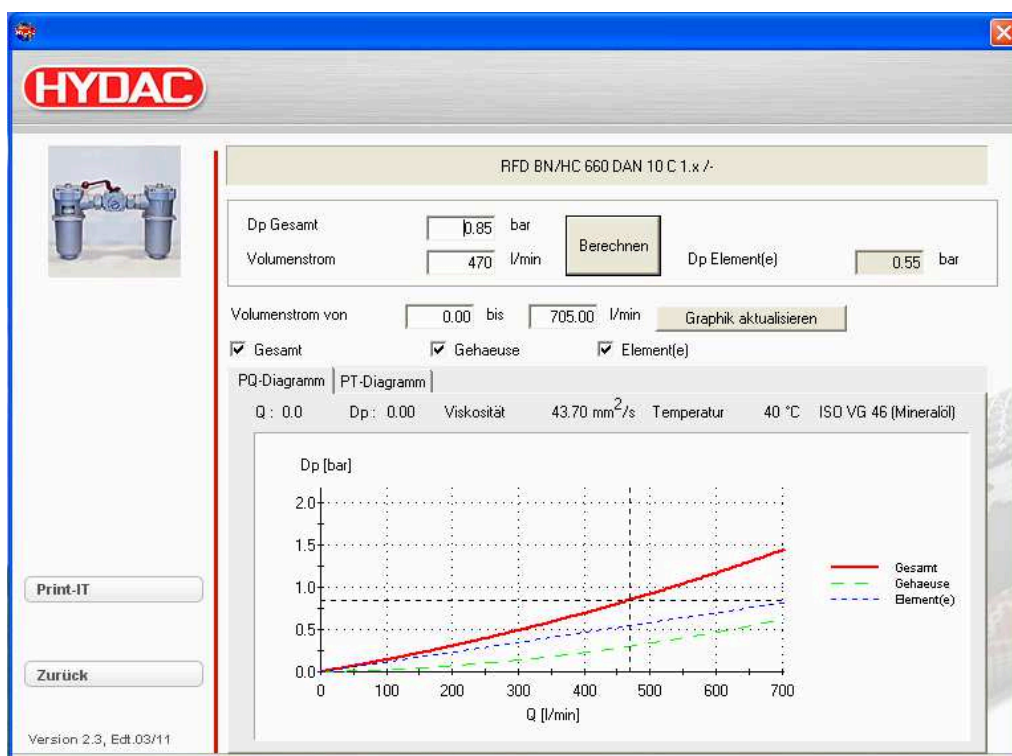 HYDAC
RFD BN/HC 660 DAN 10 C 1.x /-
Dp Gesamt 0.85 bar
Berechnen
Volumenstrom 470 l/min
Dp Element(e) 0.55 bar
Volumenstrom von 0.00 bis 705.00 l/min Graphik aktualisieren
Gesamt Gehaeuse Element(e)
PQ-Diagramm PT-Diagramm
Q : 0.0 Dp : 0.00 Viskosität 43.70 mm²/s Temperatur 40 °C ISO VG 46 (Mineralöl)
Dp [bar]
2.0
1.5
1.0
0.5
0.0
0 100 200 300 400 500 600 700
Q [l/min]
Gesamt
Gehaeuse
Element(e)
Print-IT
Zurück
Version 2.3, Edt.03/11